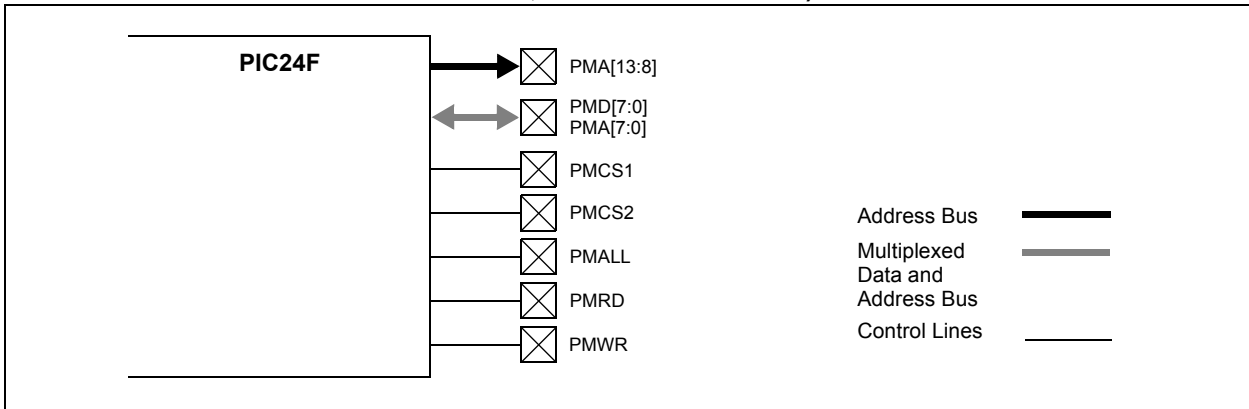 PIC24F
PMA[13:8]
PMD[7:0]
PMA[7:0]
PMCS1
PMCS2
PMALL
PMRD
PMWR
Address Bus
Multiplexed
Data and
Address Bus
Control Lines